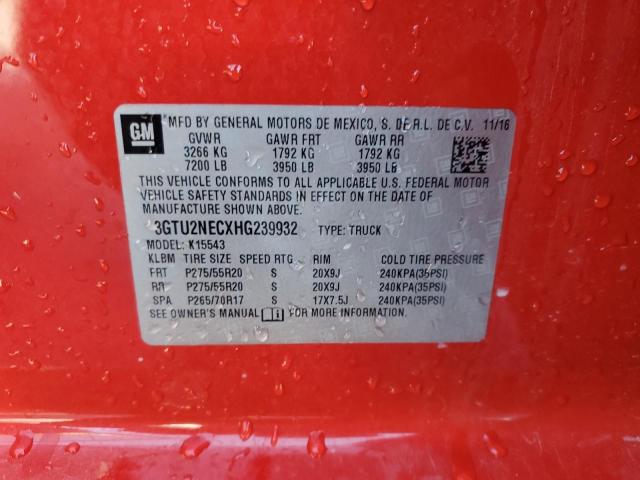 GM MFD BY GENERAL MOTORS DE MEXICO, S. DE R.L. DE C.V. 11/16
GVWR GAWR FRT GAWR RR
3266 KG 1792 KG 1792 KG
7200 LB 3950 LB 3950 LB
THIS VEHICLE CONFORMS TO ALL APPLICABLE U.S. FEDERAL MOTOR
VEHICLE SAFETY STANDARDS IN EFFECT ON THE DATE OF
MANUFACTURE SHOWN ABOVE.
3GTU2NECXHG239932 TYPE: TRUCK
MODEL: K15543
KLBM TIRE SIZE SPEED RTG RIM COLD TIRE PRESSURE
FRT P275/55R20 S 20X9J 240KPA(35PSI)
RR P275/55R20 S 20X9J 240KPA(35PSI)
SPA P265/70R17 S 17X7.5J 240KPA(35PSI)
SEE OWNER'S MANUAL FOR MORE INFORMATION.